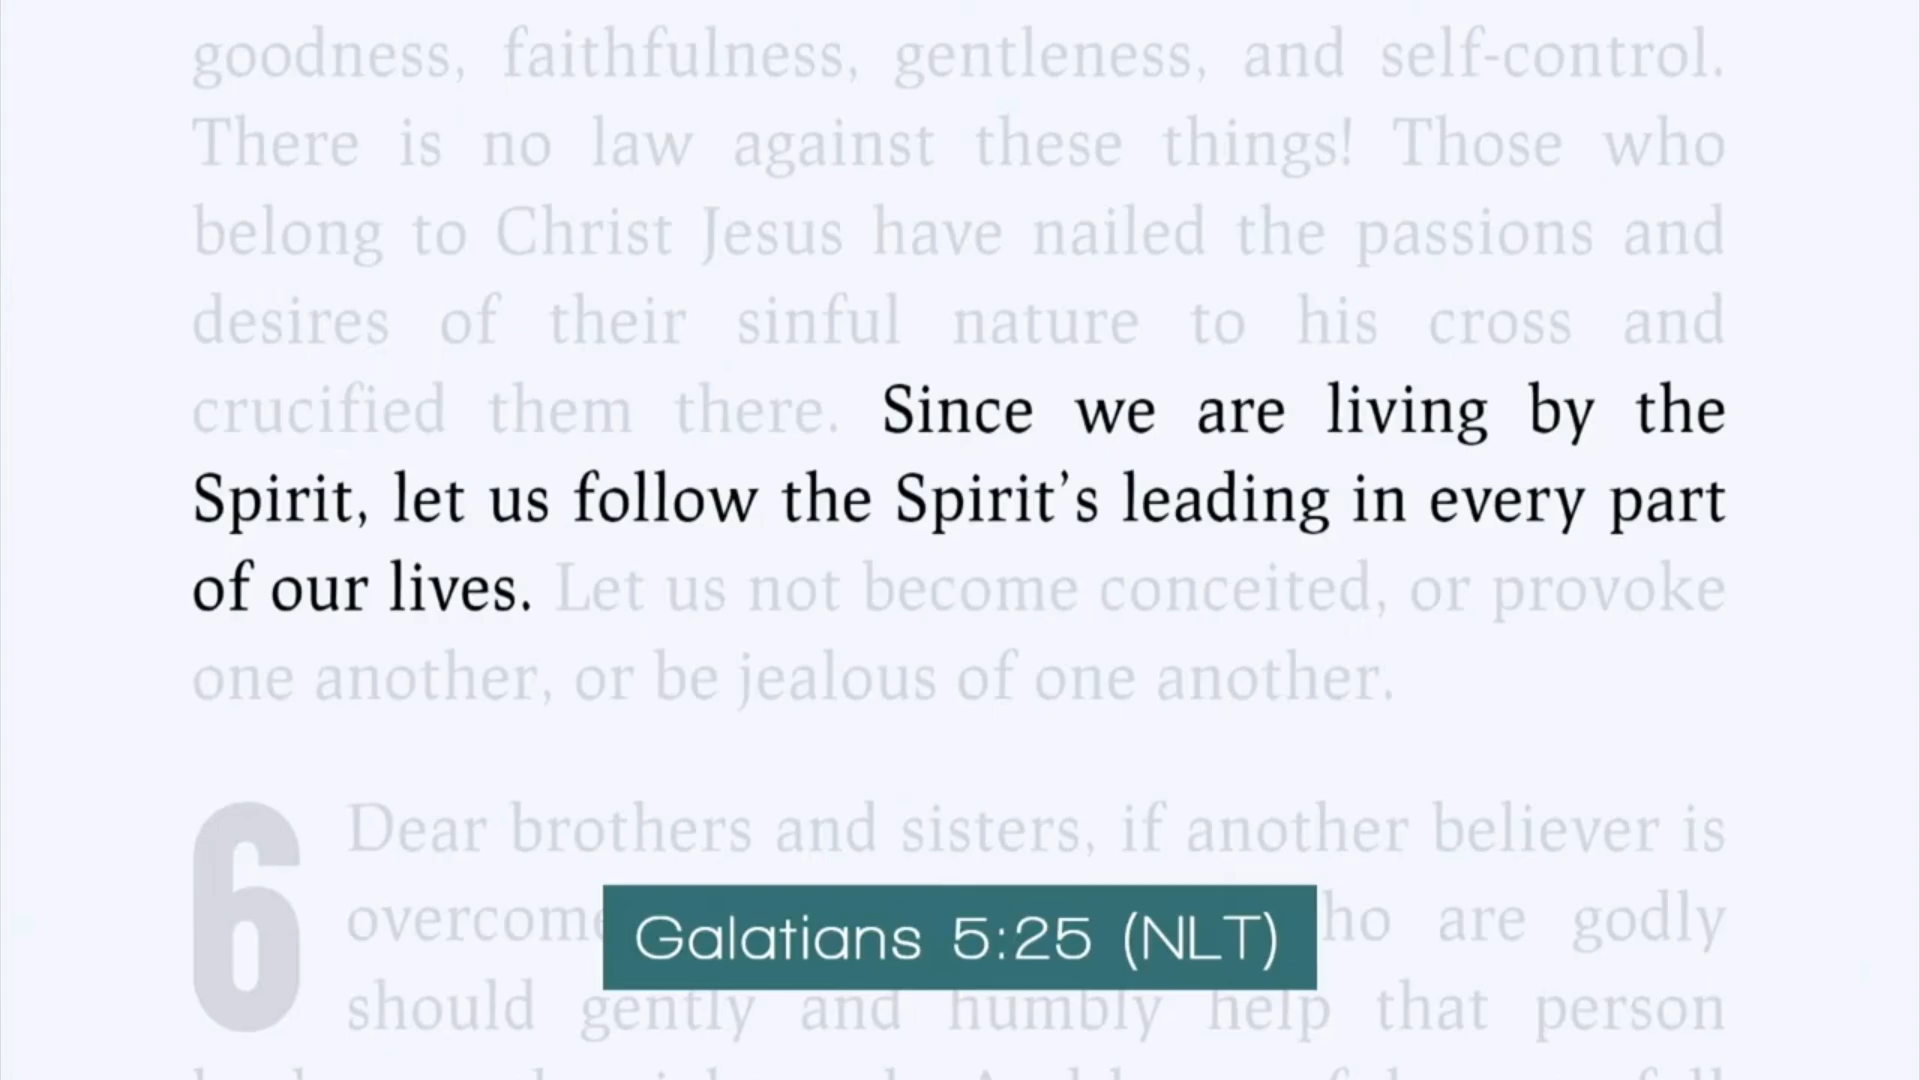 goodness, faithfulness, gentleness, and self-control.
There is no law against these things! Those who
belong to Christ Jesus have nailed the passions and
desires of their sinful nature to his cross and
crucified them there. Since we are living by the
Spirit, let us follow the Spirit's leading in every part
of our lives. Let us not become conceited, or provoke
one another, or be jealous of one another.
6 Dear brothers and sisters, if another believer is
are godly
Galatians 5:25 (NLT)
should gently and humbly help that person